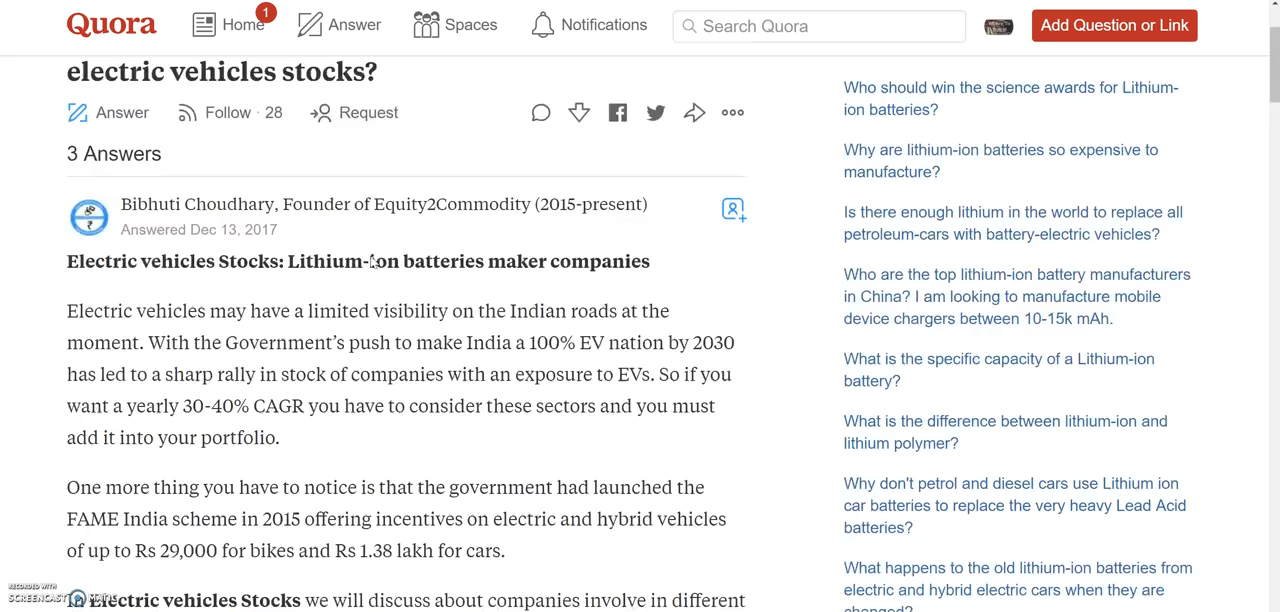 Quora
Home
1
Answer
Spaces
Notifications
Search Quora
Add Question or Link
electric vehicles stocks?
Answer
Follow · 28
Request
3 Answers
Bibhuti Choudhary, Founder of Equity2Commodity (2015-present)
Answered Dec 13, 2017
Electric vehicles Stocks: Lithium-ion batteries maker companies
Electric vehicles may have a limited visibility on the Indian roads at the
moment. With the Government’s push to make India a 100% EV nation by 2030
has led to a sharp rally in stock of companies with an exposure to EVs. So if you
want a yearly 30-40% CAGR you have to consider these sectors and you must
add it into your portfolio.
One more thing you have to notice is that the government had launched the
FAME India scheme in 2015 offering incentives on electric and hybrid vehicles
of up to Rs 29,000 for bikes and Rs 1.38 lakh for cars.
In Electric vehicles Stocks we will discuss about companies involve in different
RECORDED WITH
SCREENCAST MATIC
Who should win the science awards for Lithium-
ion batteries?
Why are lithium-ion batteries so expensive to
manufacture?
Is there enough lithium in the world to replace all
petroleum-cars with battery-electric vehicles?
Who are the top lithium-ion battery manufacturers
in China? I am looking to manufacture mobile
device chargers between 10-15k mAh.
What is the specific capacity of a Lithium-ion
battery?
What is the difference between lithium-ion and
lithium polymer?
Why don't petrol and diesel cars use Lithium ion
car batteries to replace the very heavy Lead Acid
batteries?
What happens to the old lithium-ion batteries from
electric and hybrid electric cars when they are
changed?